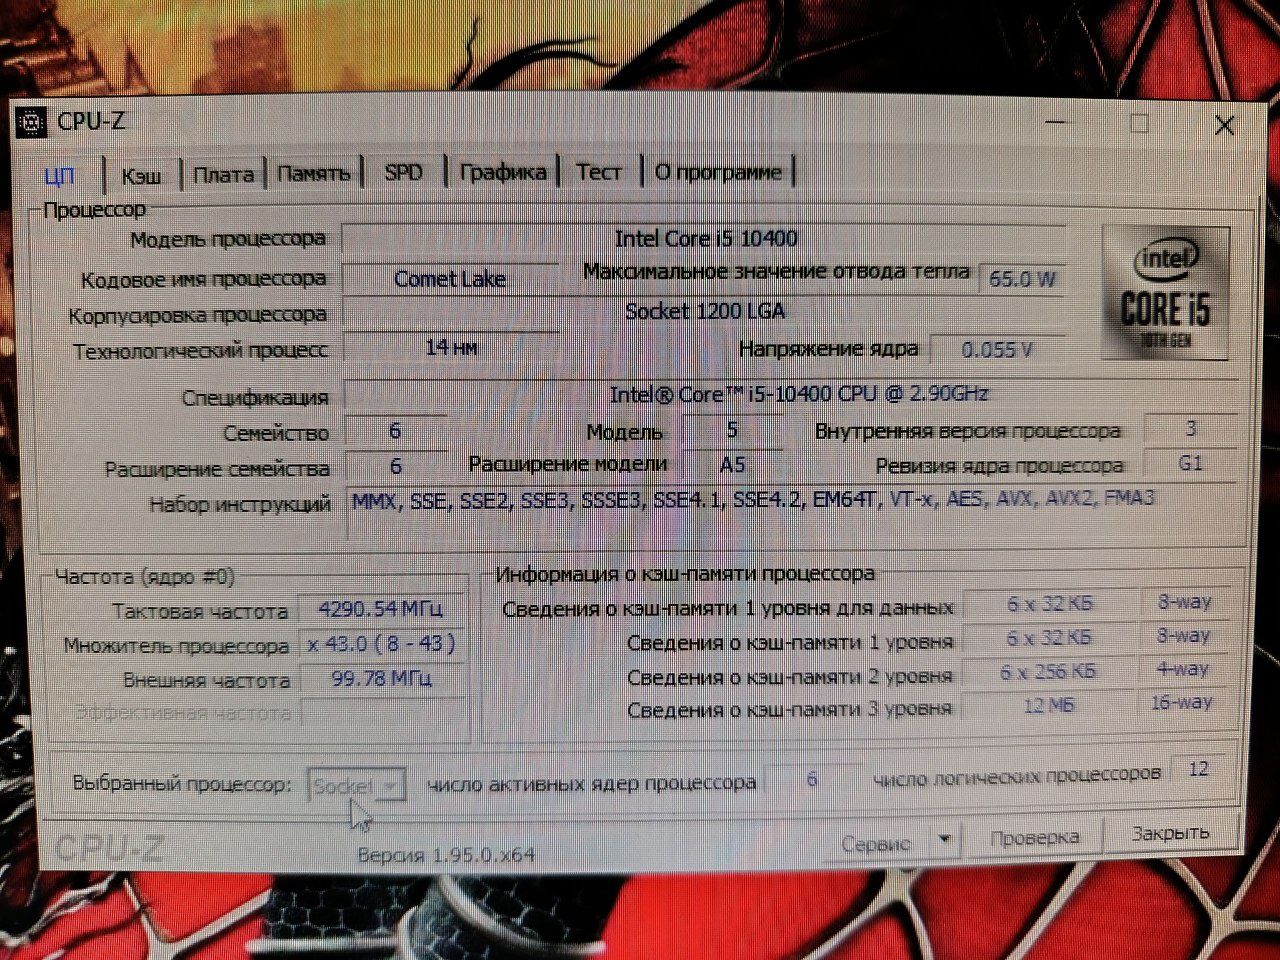 CPU-Z
ЦП Кэш Плата Память SPD Графика Тест О программе
Процессор
Модель процессора Intel Core i5 10400
Кодовое имя процессора Comet Lake Максимальное значение отвода тепла 65.0 W
Корпусировка процессора Socket 1200 LGA
Технологический процесс 14 нм Напряжение ядра 0.055 V
intel
CORE i5
10TH GEN
Спецификация Intel® Core™ i5-10400 CPU @ 2.90GHz
Семейство 6 Модель 5 Внутренняя версия процессора 3
Расширение семейства 6 Расширение модели A5 Ревизия ядра процессора G1
Набор инструкций MMX, SSE, SSE2, SSE3, SSSE3, SSE4.1, SSE4.2, EM64T, VT-x, AES, AVX, AVX2, FMA3
Частота (ядро #0)
Тактовая частота 4290.54 МГц
Множитель процессора x 43.0 ( 8 - 43 )
Внешняя частота 99.78 МГц
Эффективная частота
Информация о кэш-памяти процессора
Сведения о кэш-памяти 1 уровня для данных 6 x 32 КБ 8-way
Сведения о кэш-памяти 1 уровня 6 x 32 КБ 8-way
Сведения о кэш-памяти 2 уровня 6 x 256 КБ 4-way
Сведения о кэш-памяти 3 уровня 12 МБ 16-way
Выбранный процессор: Socket число активных ядер процессора 6 число логических процессоров 12
CPU-Z Версия 1.95.0.x64 Сервис Проверка Закрыть